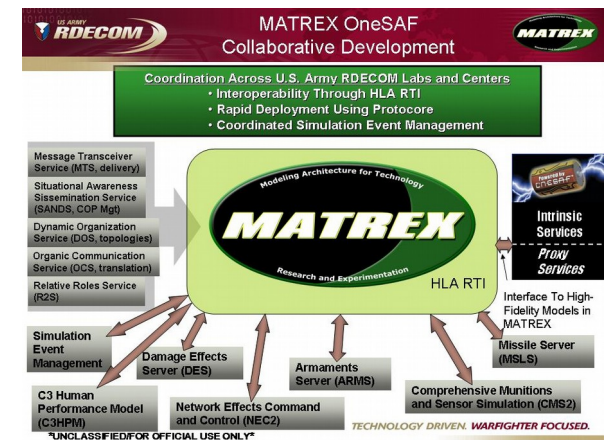 US ARMY
RDECOM
MATREX OneSAF
Collaborative Development
MATREX
Coordination Across U.S. Army RDECOM Labs and Centers
• Interoperability Through HLA RTI
• Rapid Deployment Using Protocore
• Coordinated Simulation Event Management
Message Transceiver
Service (MTS, delivery)
Situational Awareness
Sissemination Service
(SANDS, COP Mgt)
Dynamic Organization
Service (DOS, topologies)
Organic Communication
Service (OCS, translation)
Relative Roles Service
(R2S)
Modeling Architecture for Technology
MATREX
Research and Experimentation
HLA RTI
Powered by
ONESAF
Intrinsic
Services
Proxy
Services
Interface To High-
Fidelity Models in
MATREX
Simulation
Event
Management
Damage Effects
Server (DES)
Armaments
Server (ARMS)
Missile Server
(MSLS)
C3 Human
Performance Model
(C3HPM)
Network Effects Command
and Control (NEC2)
Comprehensive Munitions
and Sensor Simulation (CMS2)
*UNCLASSIFIED/FOR OFFICIAL USE ONLY*
TECHNOLOGY DRIVEN. WARFIGHTER FOCUSED.